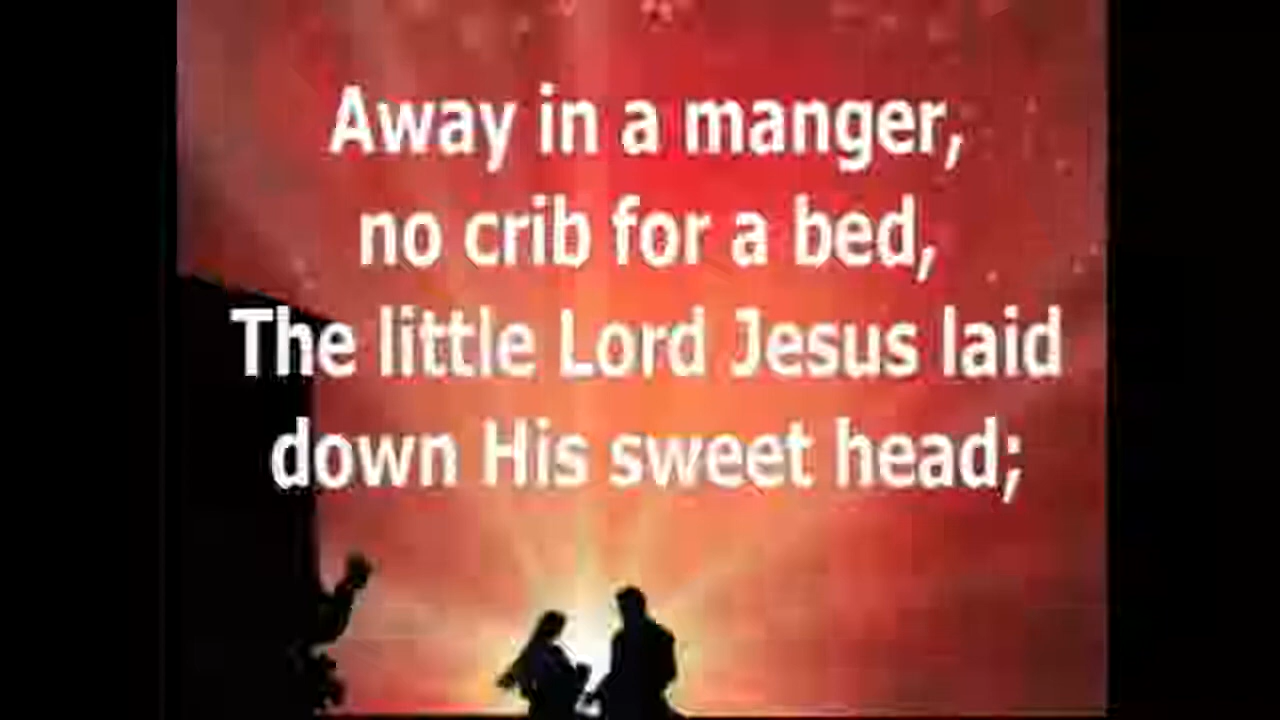 Away in a manger,
no crib for a bed,
The little Lord Jesus laid
down His sweet head;